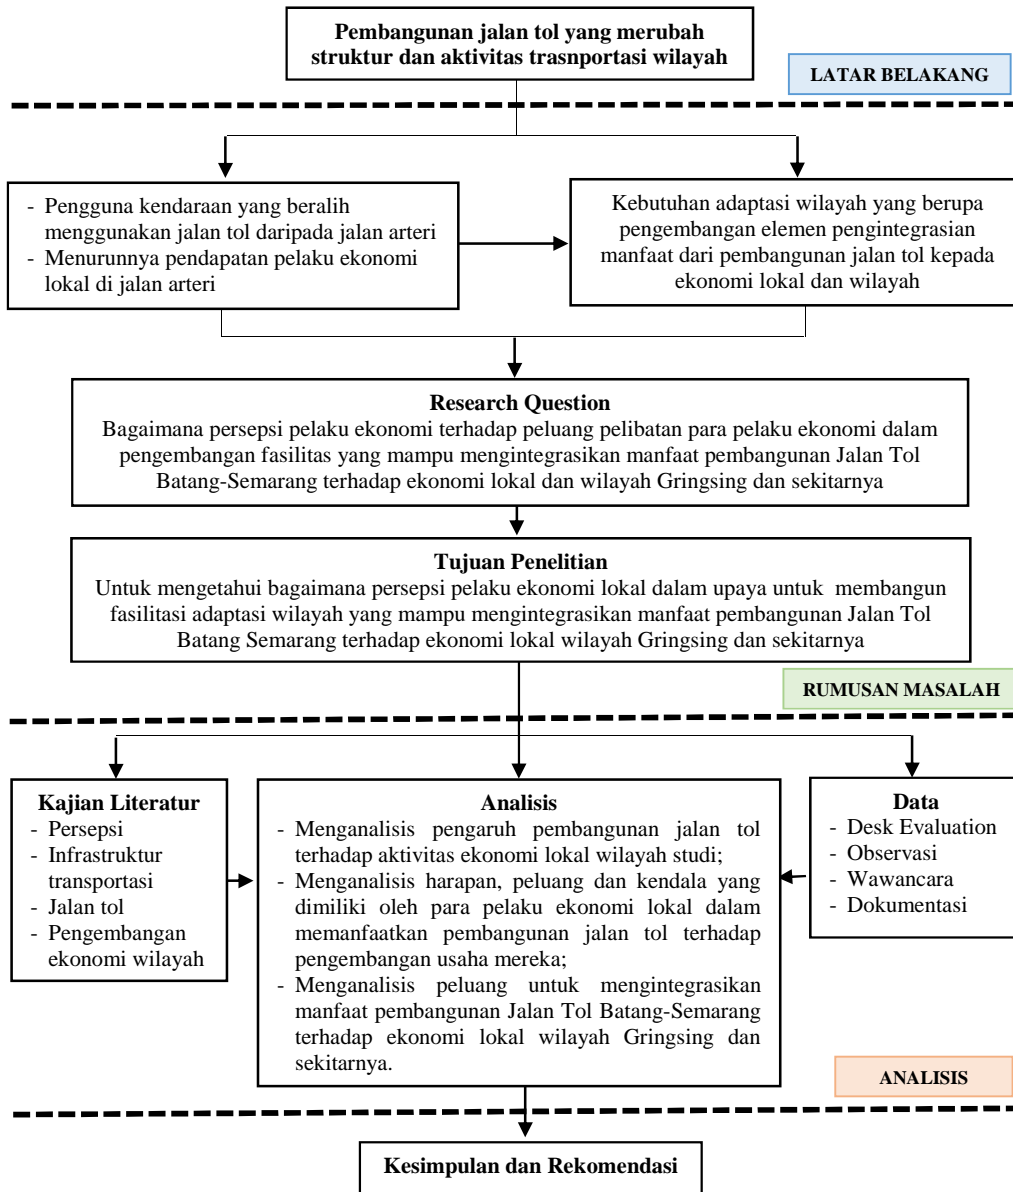 Pembangunan jalan tol yang merubah
struktur dan aktivitas trasnportasi wilayah
LATAR BELAKANG
- Pengguna kendaraan yang beralih
menggunakan jalan tol daripada jalan arteri
- Menurunnya pendapatan pelaku ekonomi
lokal di jalan arteri
Kebutuhan adaptasi wilayah yang berupa
pengembangan elemen pengintegrasian
manfaat dari pembangunan jalan tol kepada
ekonomi lokal dan wilayah
Research Question
Bagaimana persepsi pelaku ekonomi terhadap peluang pelibatan para pelaku ekonomi dalam
pengembangan fasilitas yang mampu mengintegrasikan manfaat pembangunan Jalan Tol
Batang-Semarang terhadap ekonomi lokal dan wilayah Gringsing dan sekitarnya
Tujuan Penelitian
Untuk mengetahui bagaimana persepsi pelaku ekonomi lokal dalam upaya untuk membangun
fasilitasi adaptasi wilayah yang mampu mengintegrasikan manfaat pembangunan Jalan Tol
Batang Semarang terhadap ekonomi lokal wilayah Gringsing dan sekitarnya
RUMUSAN MASALAH
Kajian Literatur
- Persepsi
- Infrastruktur
transportasi
- Jalan tol
- Pengembangan
ekonomi wilayah
Analisis
- Menganalisis pengaruh pembangunan jalan tol
terhadap aktivitas ekonomi lokal wilayah studi;
- Menganalisis harapan, peluang dan kendala yang
dimiliki oleh para pelaku ekonomi lokal dalam
memanfaatkan pembangunan jalan tol terhadap
pengembangan usaha mereka;
- Menganalisis peluang untuk mengintegrasikan
manfaat pembangunan Jalan Tol Batang-Semarang
terhadap ekonomi lokal wilayah Gringsing dan
sekitarnya.
Data
- Desk Evaluation
- Observasi
- Wawancara
- Dokumentasi
ANALISIS
Kesimpulan dan Rekomendasi